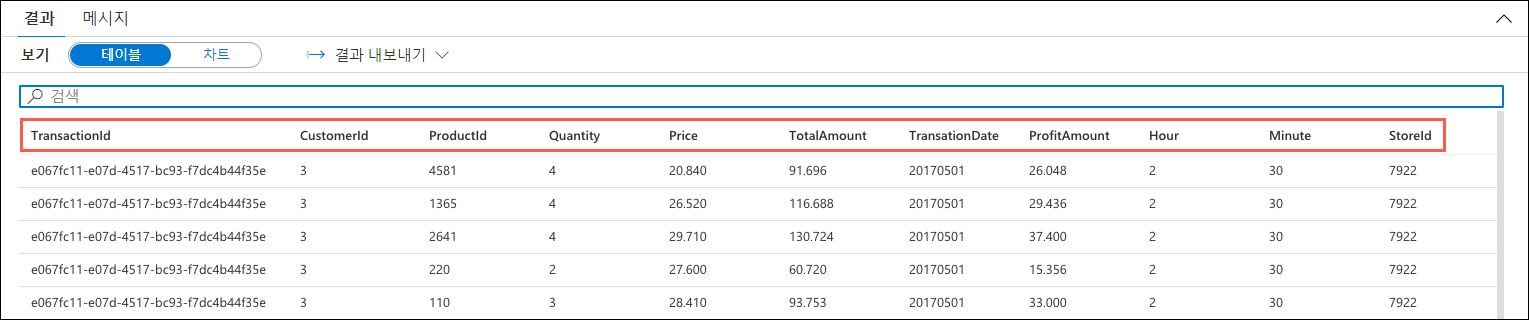 결과 메시지
보기 테이블 차트 결과 내보내기
검색
TransactionId CustomerId ProductId Quantity Price TotalAmount TransationDate ProfitAmount Hour Minute StoreId
e067fc11-e07d-4517-bc93-f7dc4b44f35e 3 4581 4 20.840 91.696 20170501 26.048 2 30 7922
e067fc11-e07d-4517-bc93-f7dc4b44f35e 3 1365 4 26.520 116.688 20170501 29.436 2 30 7922
e067fc11-e07d-4517-bc93-f7dc4b44f35e 3 2641 4 29.710 130.724 20170501 37.400 2 30 7922
e067fc11-e07d-4517-bc93-f7dc4b44f35e 3 220 2 27.600 60.720 20170501 15.356 2 30 7922
e067fc11-e07d-4517-bc93-f7dc4b44f35e 3 110 3 28.410 93.753 20170501 33.000 2 30 7922